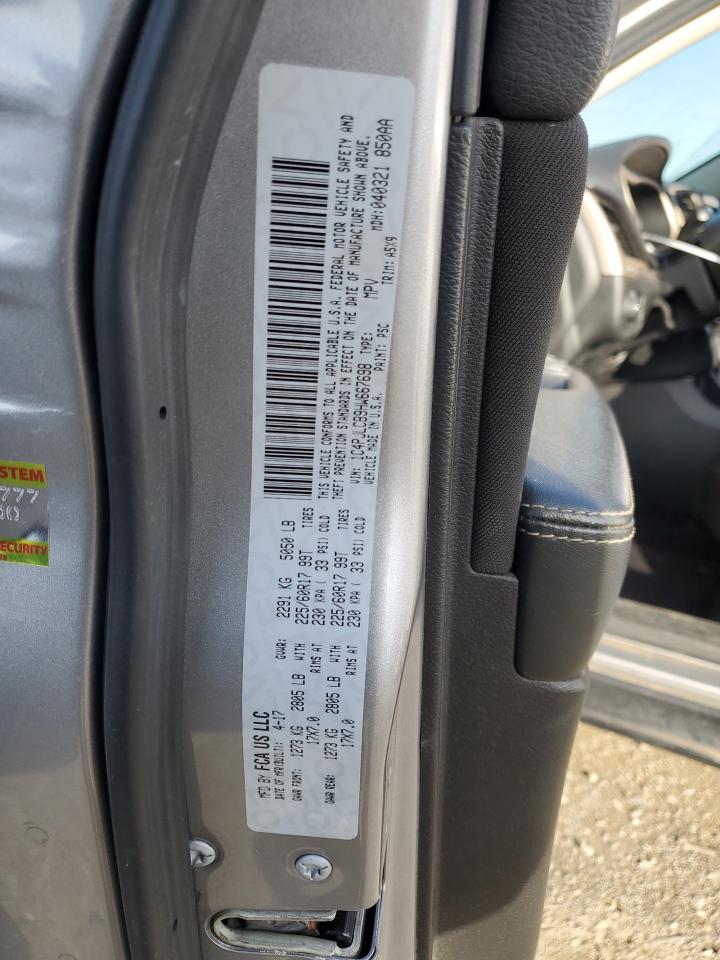 MFD BY FCA US LLC
DATE OF MFR(BUILT): 4-17 GVWR: 2291 KG 5050 LB
GAWR FRONT: 1273 KG 2805 LB WITH 225/60R17 99T TIRES
17X7.0 RIMS AT 230 KPA ( 33 PSI) COLD
GAWR REAR: 1273 KG 2805 LB WITH 225/60R17 99T TIRES
17X7.0 RIMS AT 230 KPA ( 33 PSI) COLD
THIS VEHICLE CONFORMS TO ALL APPLICABLE U.S.A. FEDERAL MOTOR VEHICLE SAFETY AND
THEFT PREVENTION STANDARDS IN EFFECT ON THE DATE OF MANUFACTURE SHOWN ABOVE.
VIN: 1C4PJLCB9HW667698 TYPE: MPV MDH: 040321 850AA
VEHICLE MADE IN U.S.A. PAINT: PSC TRIM: A5X9
STEM
SECURITY